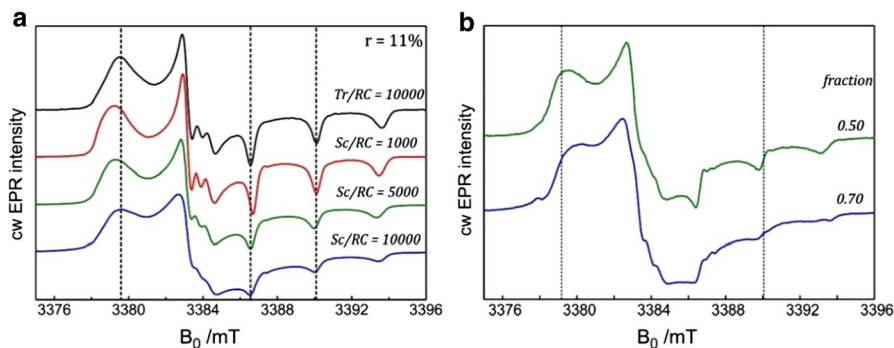 a
r = 11%
Tr/RC = 10000
Sc/RC = 1000
Sc/RC = 5000
Sc/RC = 10000
cw EPR intensity
3376 3380 3384 3388 3392 3396
B0 /mT
b
fraction
0.50
0.70
cw EPR intensity
3376 3380 3384 3388 3392 3396
B0 /mT